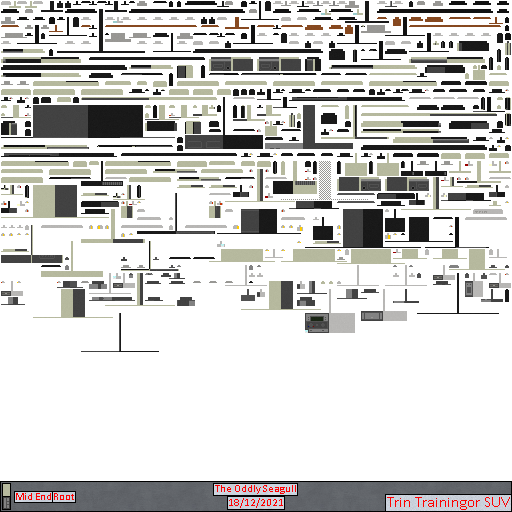 The Oddly Seagull
Mid End Root
18/12/2021
Trin Trainingor SUV